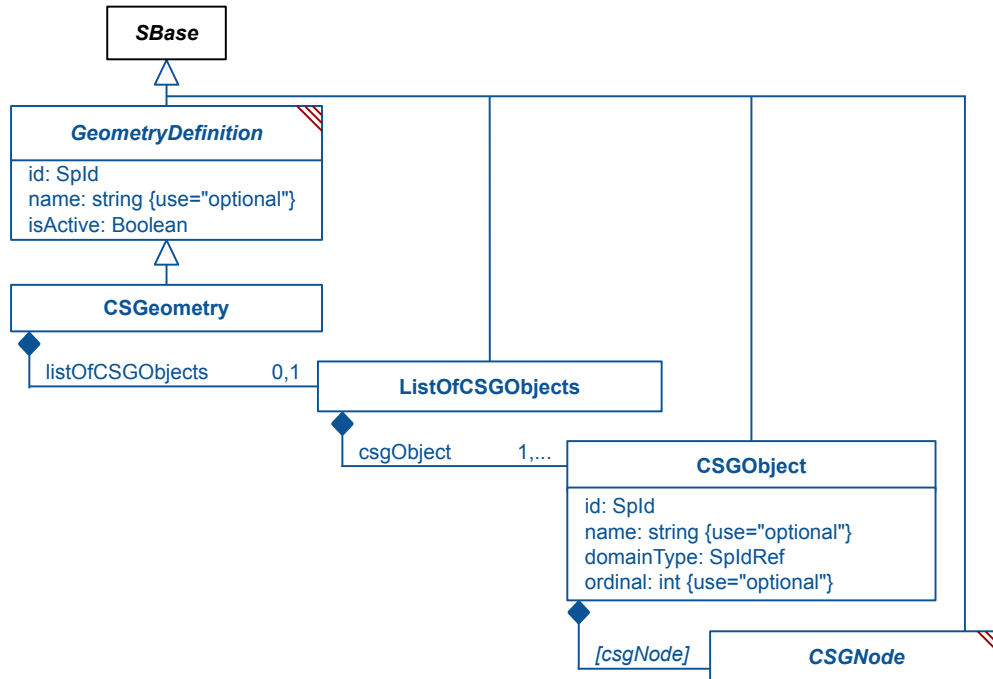 SBase
GeometryDefinition
id: SpId
name: string {use="optional"}
isActive: Boolean
CSGeometry
listOfCSGObjects 0,1
ListOfCSGObjects
csgObject 1,...
CSGObject
id: SpId
name: string {use="optional"}
domainType: SpIdRef
ordinal: int {use="optional"}
[csgNode]
CSGNode